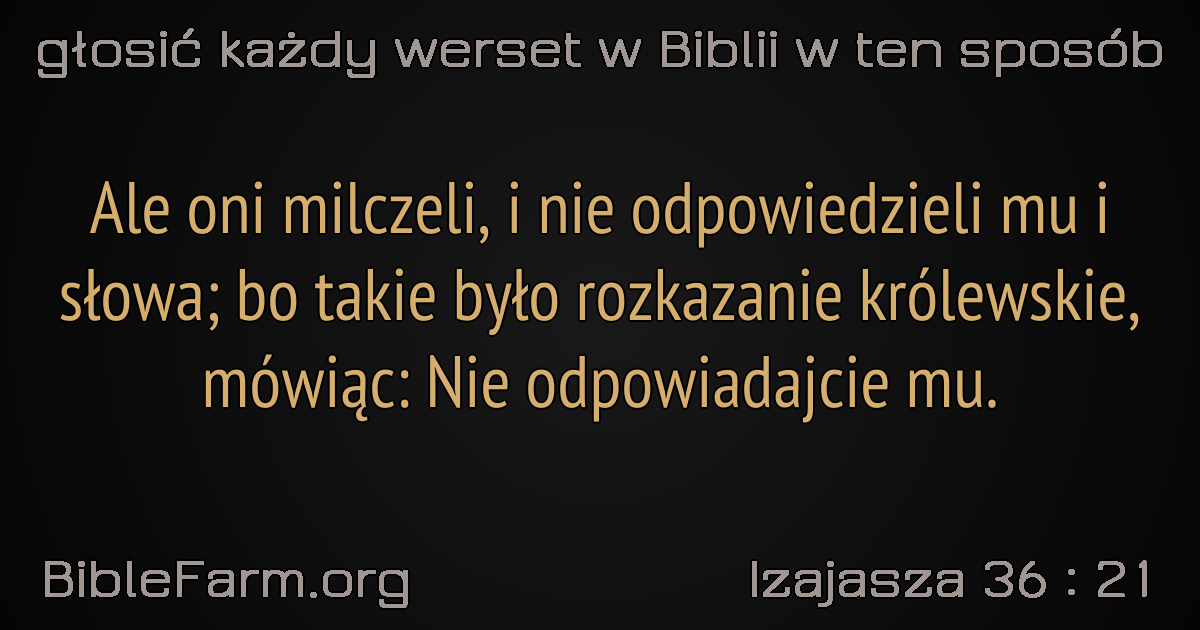 głosić każdy werset w Biblii w ten sposób
Ale oni milczeli, i nie odpowiedzieli mu i
słowa; bo takie było rozkazanie królewskie,
mówiąc: Nie odpowiadajcie mu.
BibleFarm.org
Izajasza 36 : 21